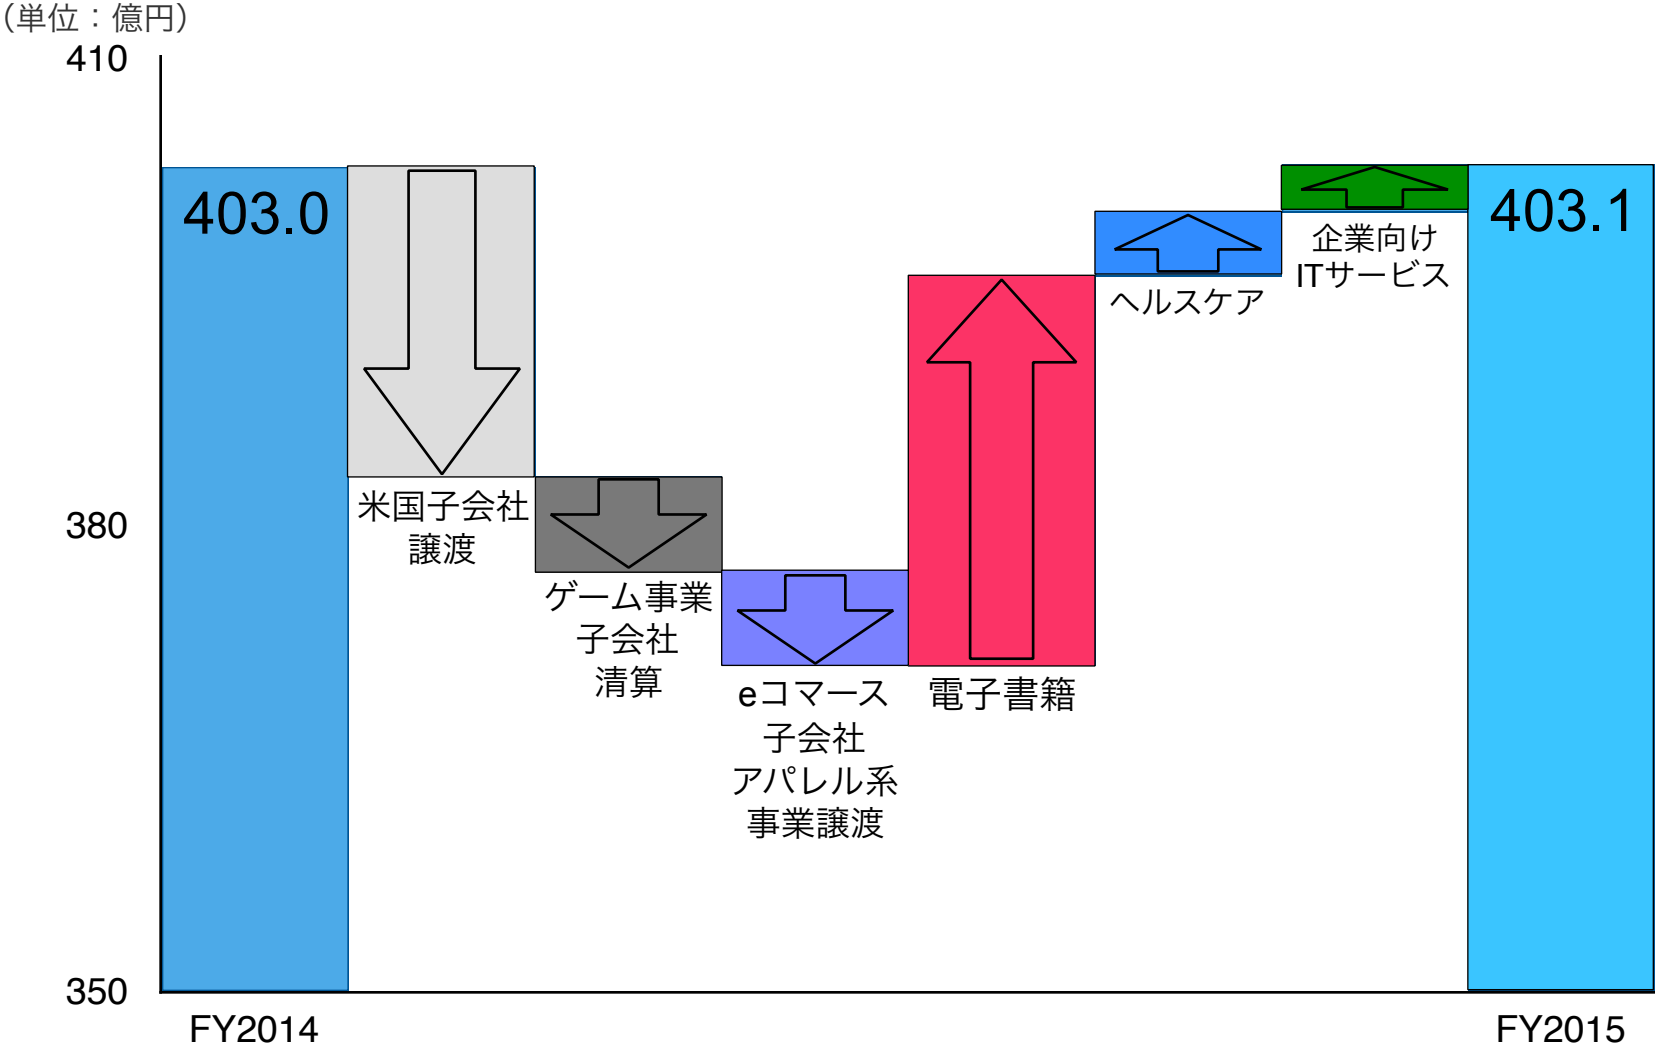 （単位：億円）
410
380
350
403.0
米国子会社
譲渡
ゲーム事業
子会社
清算
eコマース
子会社
アパレル系
事業譲渡
電子書籍
ヘルスケア
企業向け
ITサービス
403.1
FY2014
FY2015